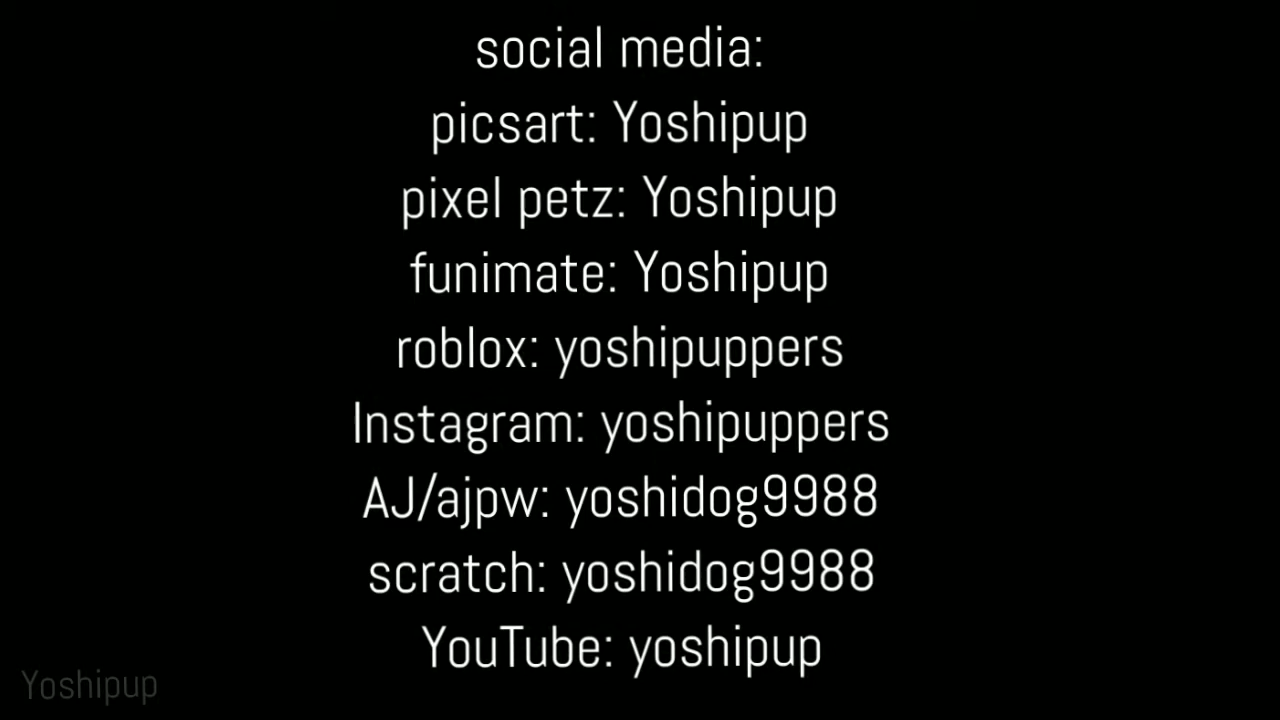 social media:
picsart: Yoshipup
pixel petz: Yoshipup
funimate: Yoshipup
roblox: yoshipuppers
Instagram: yoshipuppers
AJ/ajpw: yoshidog9988
scratch: yoshidog9988
YouTube: yoshipup
Yoshipup